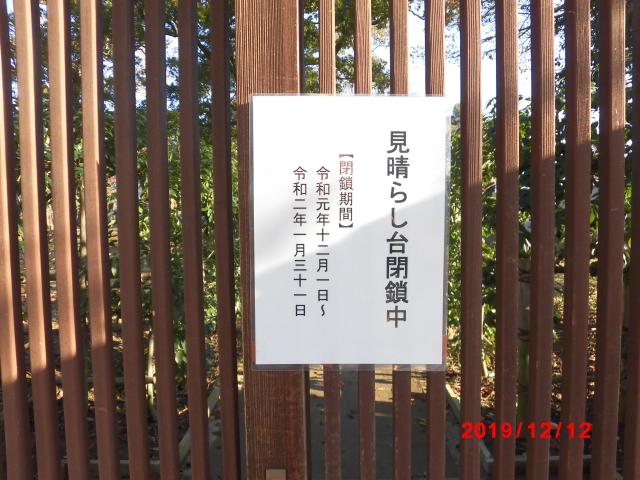 見晴らし台閉鎖中
【閉鎖期間】
令和元年十二月一日～
令和二年一月三十一日
2019/12/12